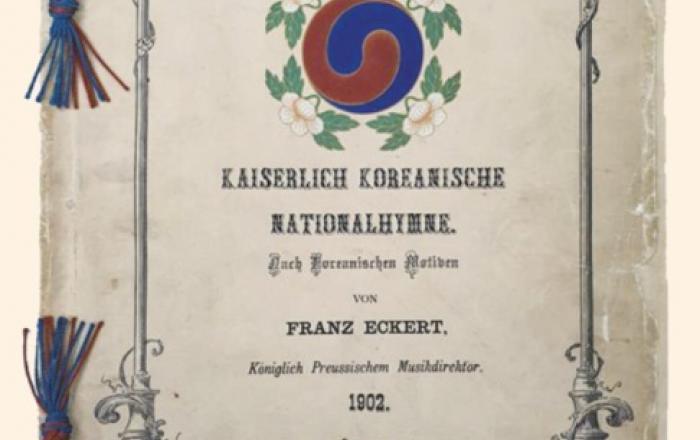 KAISERLICH KOREANISCHE
NATIONALHYMNE.
Nach Koreanischen Motiven
VON
FRANZ ECKERT,
Königlich Preussischem Musikdirektor.
1902.